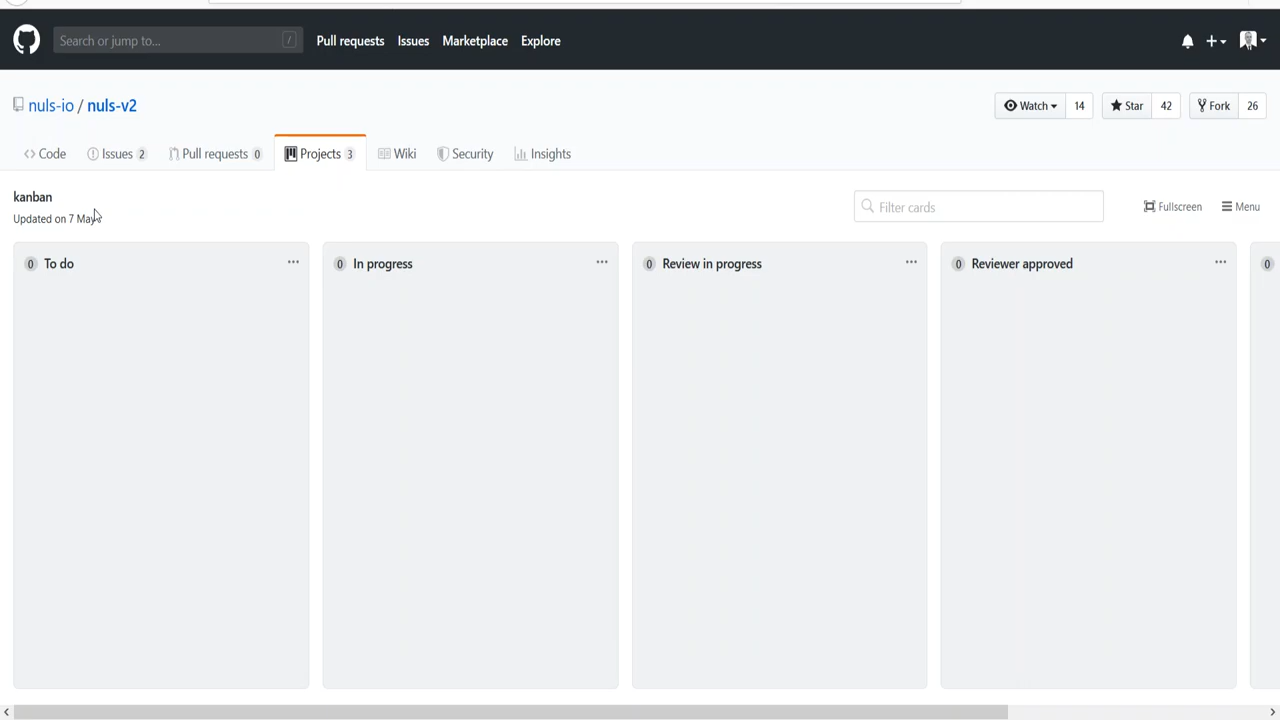 Search or jump to... /
Pull requests Issues Marketplace Explore
nuls-io / nuls-v2
Watch 14 Star 42 Fork 26
Code Issues 2 Pull requests 0 Projects 3 Wiki Security Insights
kanban
Updated on 7 May
Filter cards
Fullscreen Menu
0 To do
0 In progress
0 Review in progress
0 Reviewer approved
0